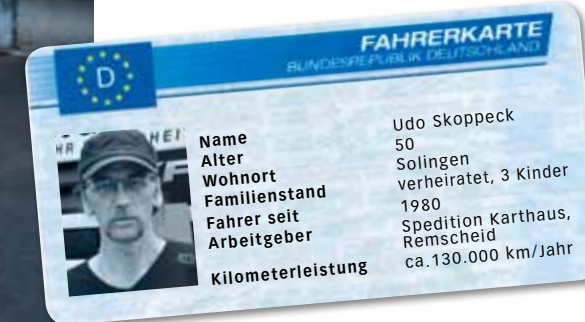 D
FAHRERKARTE
BUNDESREPUBLIK DEUTSCHLAND
Name Udo Skoppeck
Alter 50
Wohnort Solingen
Familienstand verheiratet, 3 Kinder
Fahrer seit 1980
Arbeitgeber Spedition Karthaus,
Remscheid
Kilometerleistung ca.130.000 km/Jahr